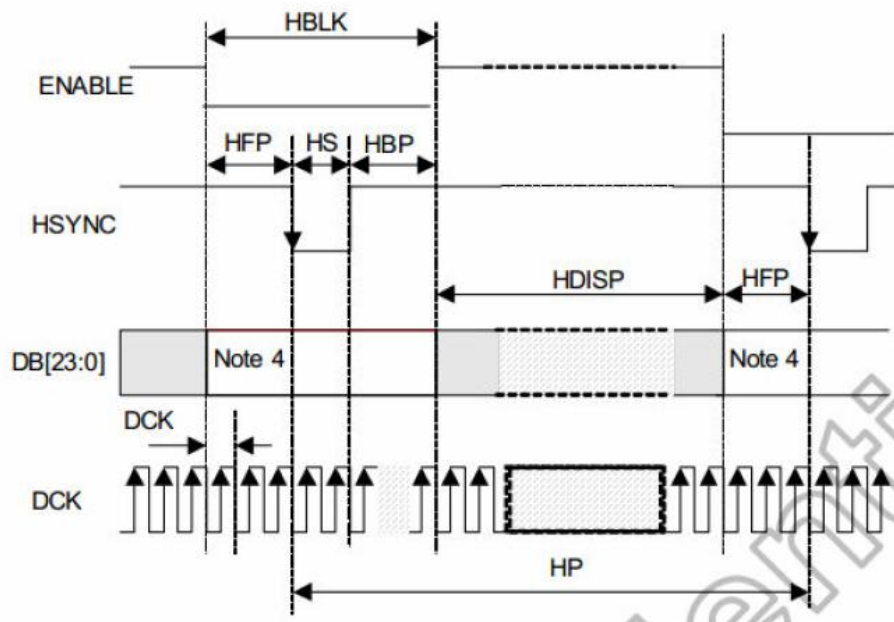 HBLK
ENABLE
HFP HS HBP
HSYNC
HDISP HFP
DB[23:0] Note 4 Note 4
DCK
DCK
HP